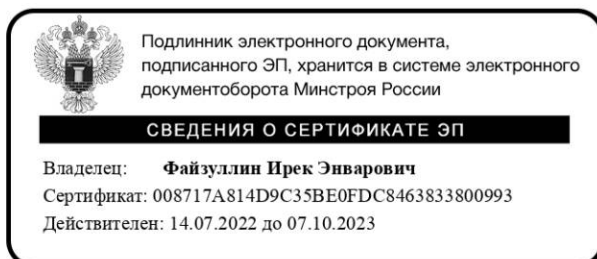 Подлинник электронного документа,
подписанного ЭП, хранится в системе электронного
документоборота Минстроя России
СВЕДЕНИЯ О СЕРТИФИКАТЕ ЭП
Владелец: Файзуллин Ирек Энварович
Сертификат: 008717A814D9C35BE0FDC8463833800993
Действителен: 14.07.2022 до 07.10.2023